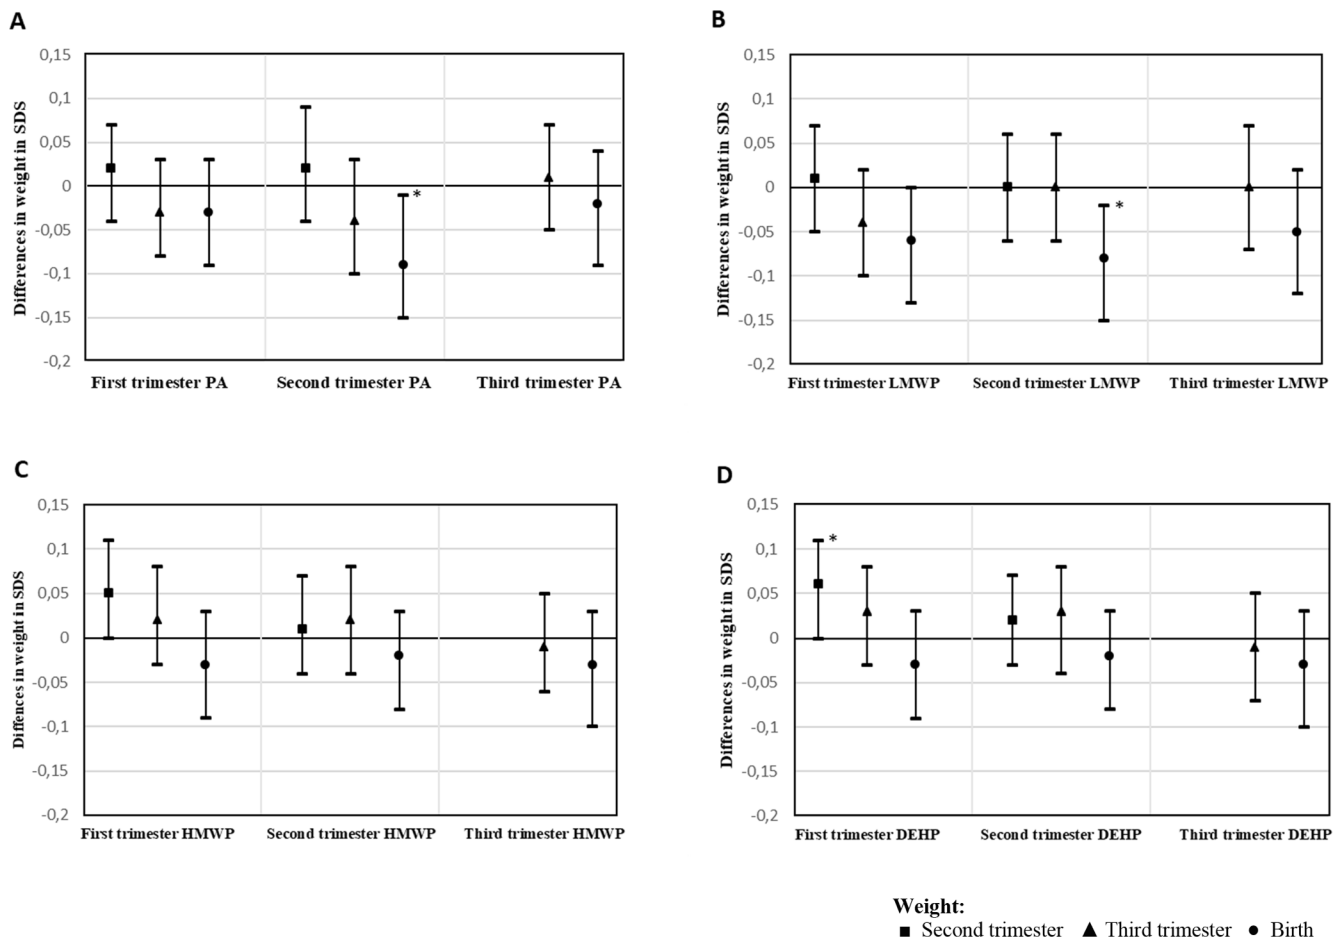 A
Differences in weight in SDS
0,15
0,1
0,05
0
-0,05
-0,1
-0,15
-0,2
*
First trimester PA
Second trimester PA
Third trimester PA
B
Differences in weight in SDS
0,15
0,1
0,05
0
-0,05
-0,1
-0,15
-0,2
*
First trimester LMWP
Second trimester LMWP
Third trimester LMWP
C
Diffences in weight in SDS
0,15
0,1
0,05
0
-0,05
-0,1
-0,15
-0,2
First trimester HMWP
Second trimester HMWP
Third trimester HMWP
D
Differences in weight in SDS
0,15
0,1
0,05
0
-0,05
-0,1
-0,15
-0,2
*
First trimester DEHP
Second trimester DEHP
Third trimester DEHP
Weight:
Second trimester Third trimester Birth